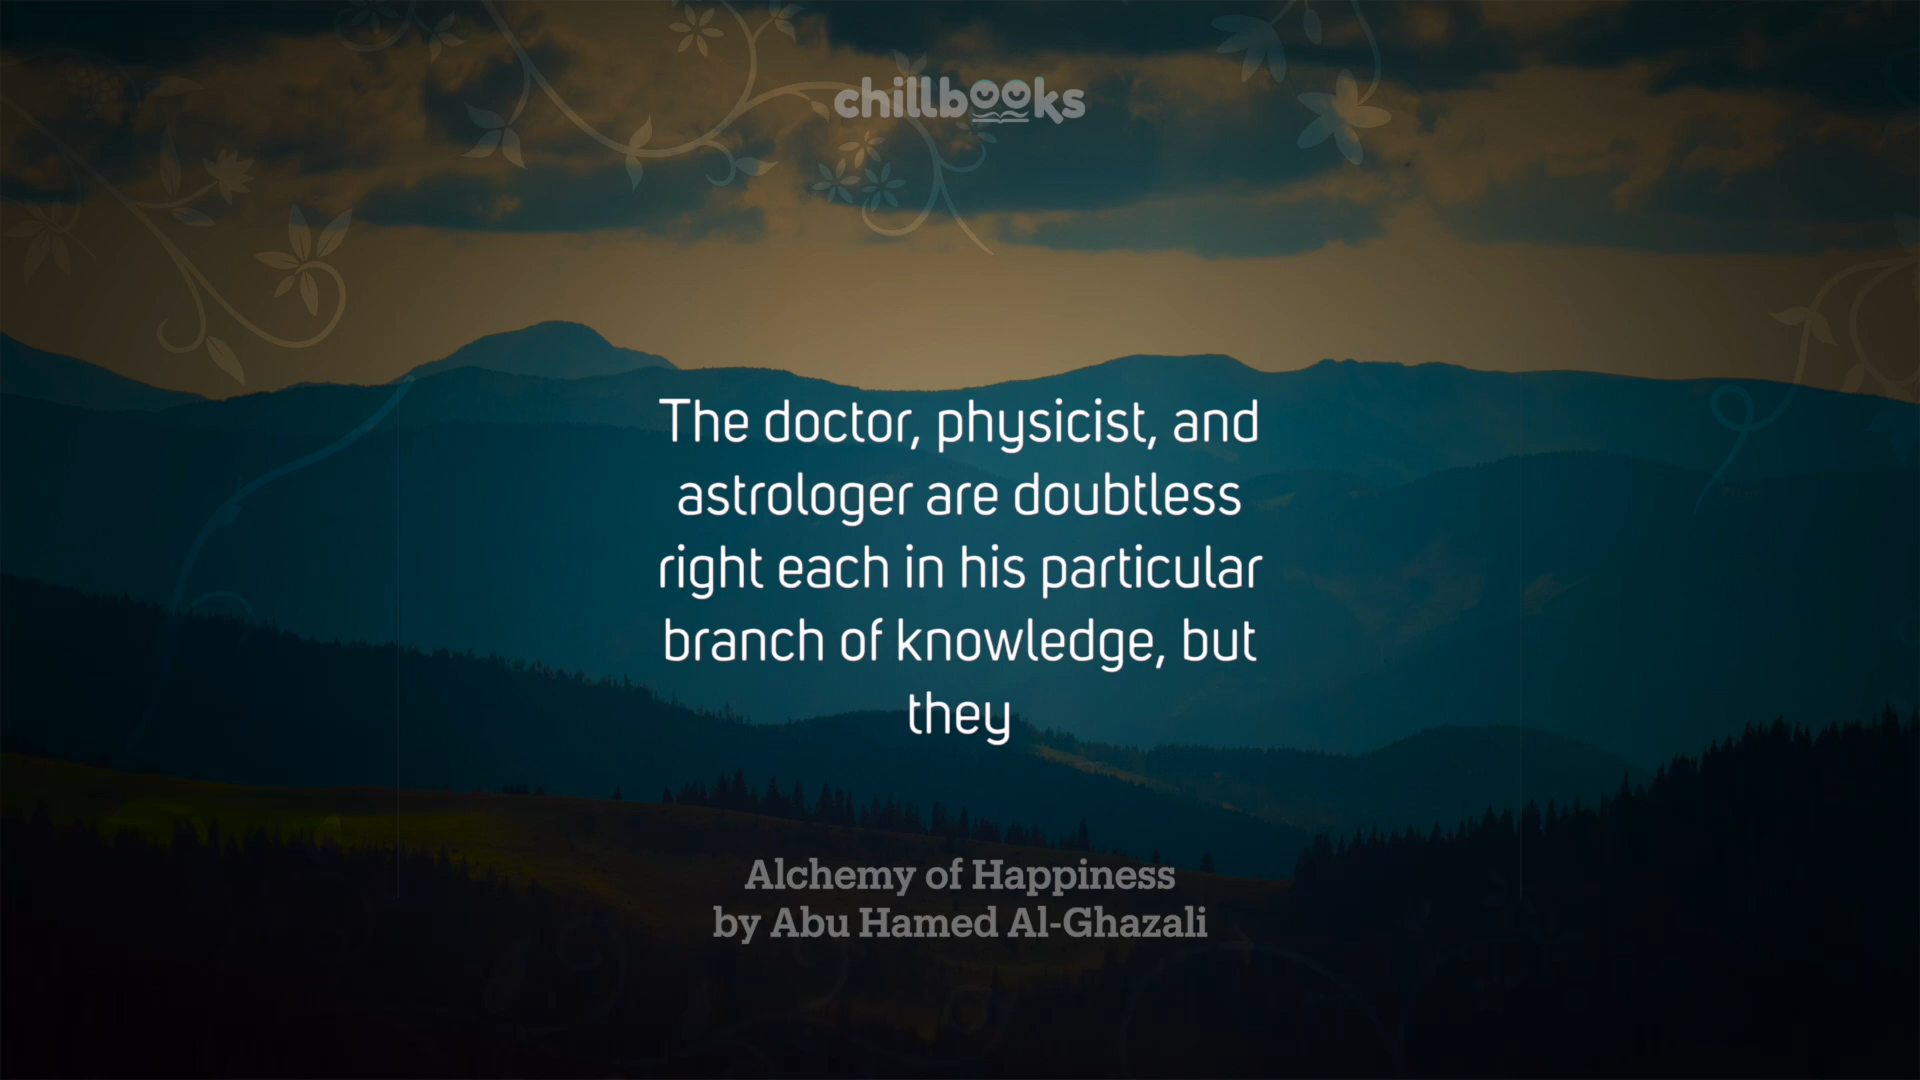 chillbooks
The doctor, physicist, and
astrologer are doubtless
right each in his particular
branch of knowledge, but
they
Alchemy of Happiness
by Abu Hamed Al-Ghazali